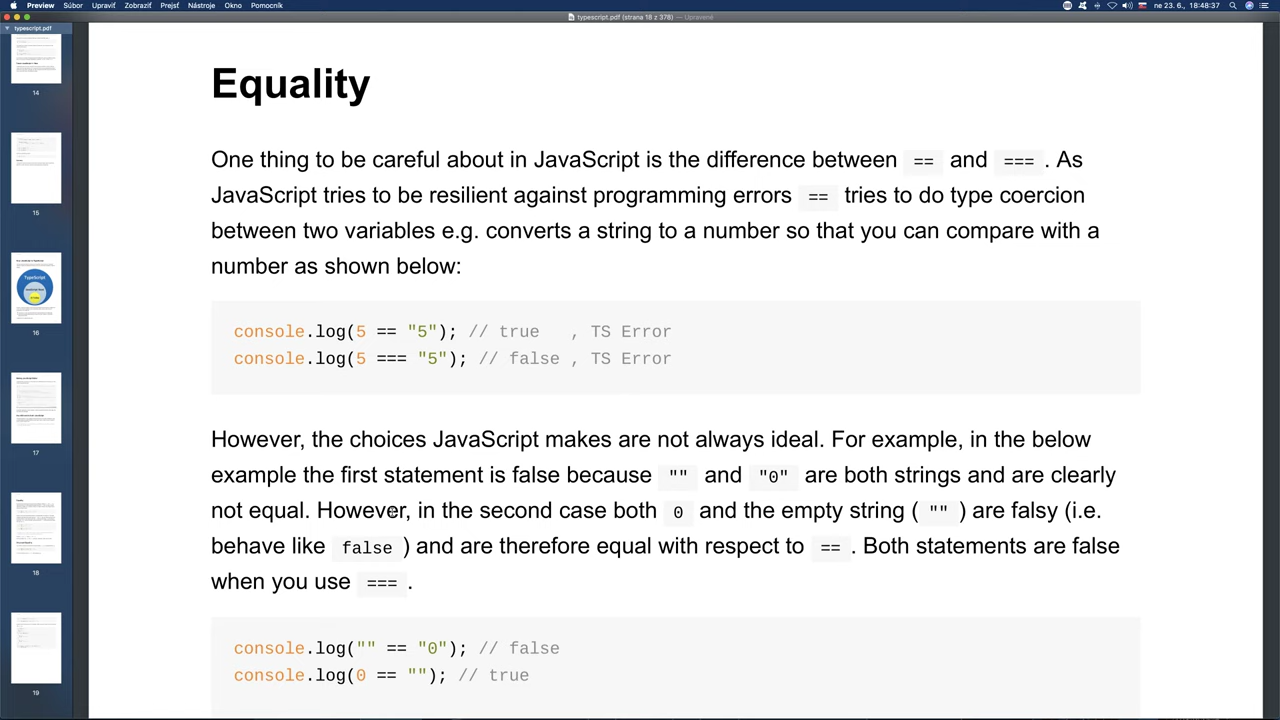 Preview Súbor Upraviť Zobraziť Prejsť Nástroje Okno Pomocník ne 23. 6., 18:48:37
typescript.pdf (strana 18 z 378) — Upravené
typescript.pdf
14
15
16
17
18
19
Equality
One thing to be careful about in JavaScript is the difference between == and ===. As
JavaScript tries to be resilient against programming errors == tries to do type coercion
between two variables e.g. converts a string to a number so that you can compare with a
number as shown below:
console.log(5 == "5"); // true , TS Error
console.log(5 === "5"); // false , TS Error
However, the choices JavaScript makes are not always ideal. For example, in the below
example the first statement is false because "" and "0" are both strings and are clearly
not equal. However, in the second case both 0 and the empty string ( "" ) are falsy (i.e.
behave like false ) and are therefore equal with respect to ==. Both statements are false
when you use ===.
console.log("" == "0"); // false
console.log(0 == ""); // true